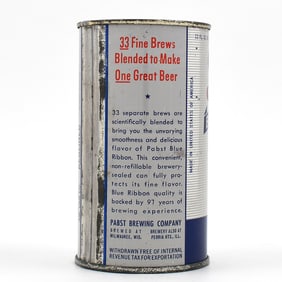 33 Fine Brews
Blended to Make
One Great Beer
33 separate brews are
scientifically blended to
bring you the unvarying
smoothness and delicious
flavor of Pabst Blue
Ribbon. This convenient,
non-refillable brewery-
sealed can fully pro-
tects its fine flavor.
Blue Ribbon quality is
backed by 97 years of
brewing experience.
PABST BREWING COMPANY
BREWED AT BREWERY ALSO AT
MILWAUKEE, WIS. PEORIA HTS., ILL.
WITHDRAWN FREE OF INTERNAL
REVENUE TAX FOR EXPORTATION
MADE IN UNITED STATES OF AMERICA